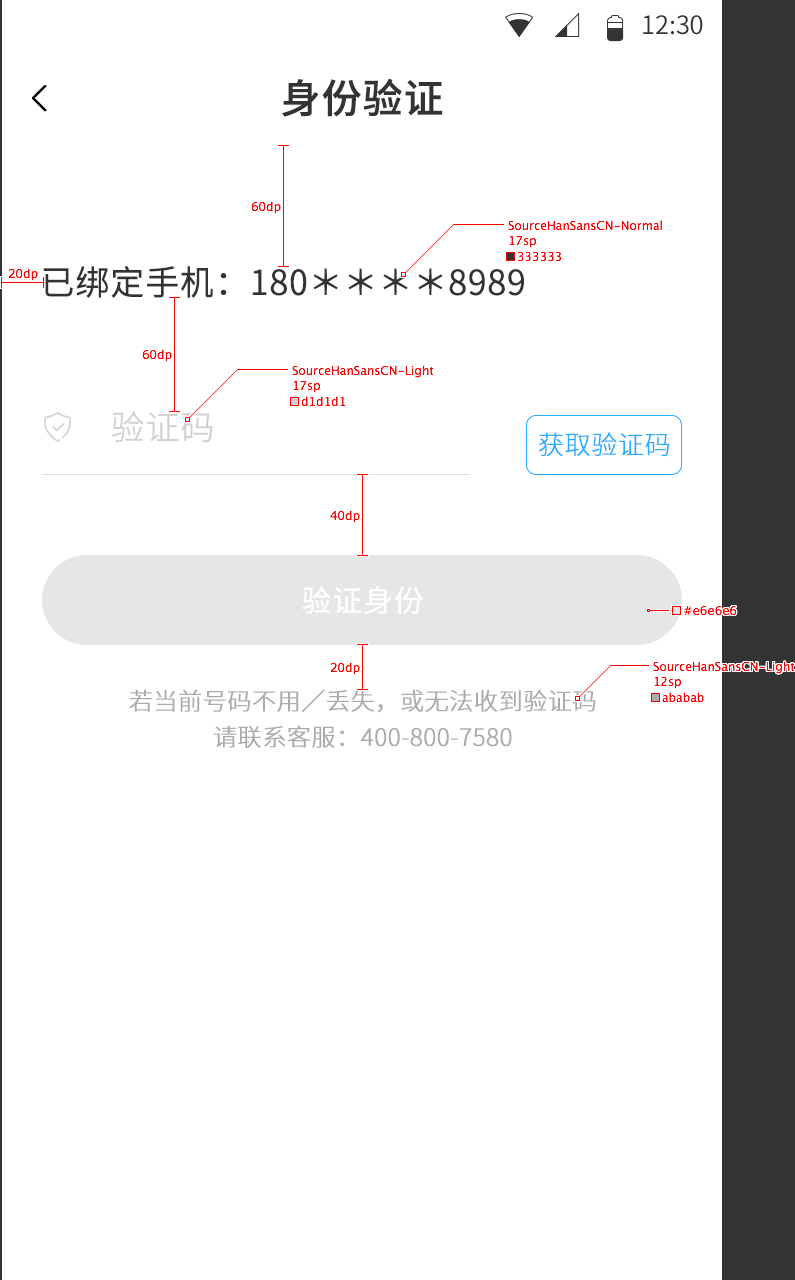 12:30
身份验证
60dp
SourceHanSansCN-Normal
17sp
333333
20dp
已绑定手机：180＊＊＊＊8989
60dp
SourceHanSansCN-Light
17sp
d1d1d1
验证码
获取验证码
40dp
验证身份
#e6e6e6
20dp
SourceHanSansCN-Light
12sp
ababab
若当前号码不用／丢失，或无法收到验证码
请联系客服：400-800-7580